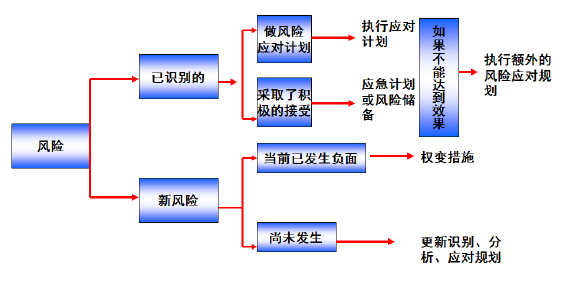 风险
已识别的
做风险
应对计划
执行应对
计划
采取了积
极的接受
应急计划
或风险储
备
如果不能达到效果
执行额外的
风险应对规
划
新风险
当前已发生负面
权变措施
尚未发生
更新识别、分
析、应对规划